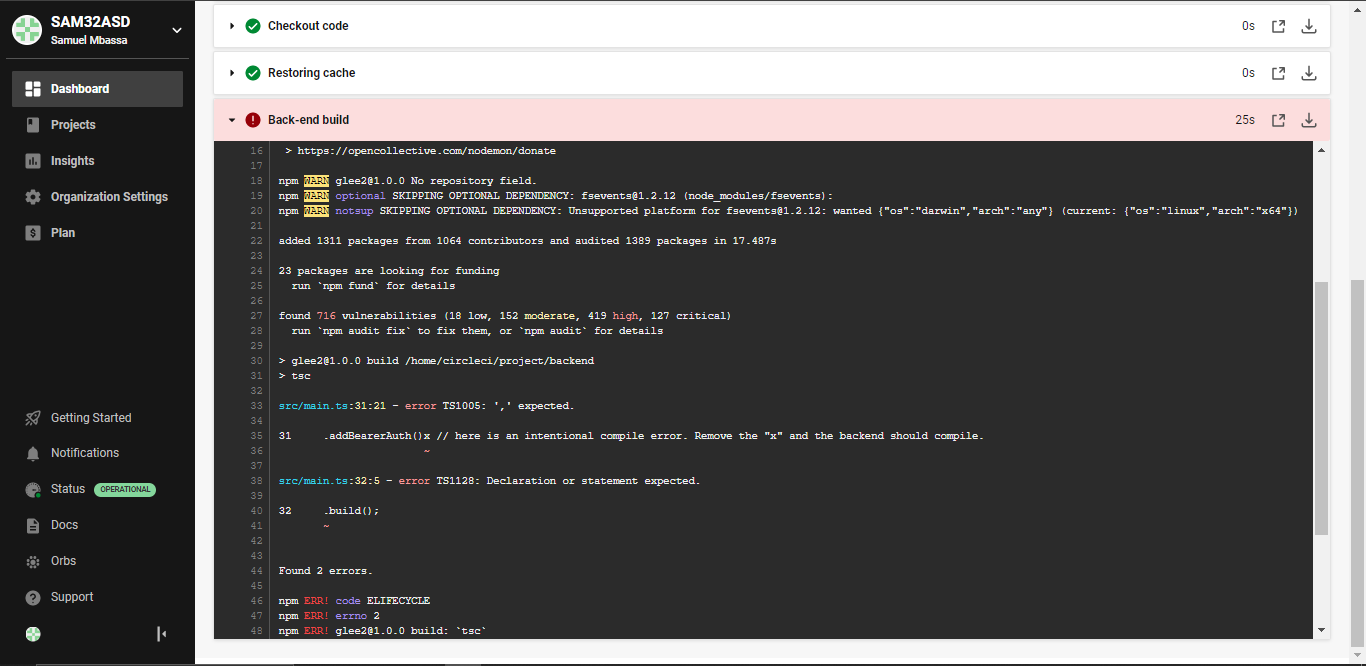 SAM32ASD
Samuel Mbassa
Dashboard
Projects
Insights
Organization Settings
Plan
Getting Started
Notifications
Status OPERATIONAL
Docs
Orbs
Support
Checkout code 0s
Restoring cache 0s
Back-end build 25s
16 > https://opencollective.com/nodemon/donate
17
18 npm WARN glee2@1.0.0 No repository field.
19 npm WARN optional SKIPPING OPTIONAL DEPENDENCY: fsevents@1.2.12 (node_modules/fsevents):
20 npm WARN notsup SKIPPING OPTIONAL DEPENDENCY: Unsupported platform for fsevents@1.2.12: wanted {"os":"darwin","arch":"any"} (current: {"os":"linux","arch":"x64"})
21
22 added 1311 packages from 1064 contributors and audited 1389 packages in 17.487s
23
24 23 packages are looking for funding
25 run `npm fund` for details
26
27 found 716 vulnerabilities (18 low, 152 moderate, 419 high, 127 critical)
28 run `npm audit fix` to fix them, or `npm audit` for details
29
30 > glee2@1.0.0 build /home/circleci/project/backend
31 > tsc
32
33 src/main.ts:31:21 - error TS1005: ',' expected.
34
35 31 .addBearerAuth()x // here is an intentional compile error. Remove the "x" and the backend should compile.
36 ~
37
38 src/main.ts:32:5 - error TS1128: Declaration or statement expected.
39
40 32 .build();
41 ~
42
43
44 Found 2 errors.
45
46 npm ERR! code ELIFECYCLE
47 npm ERR! errno 2
48 npm ERR! glee2@1.0.0 build: `tsc`